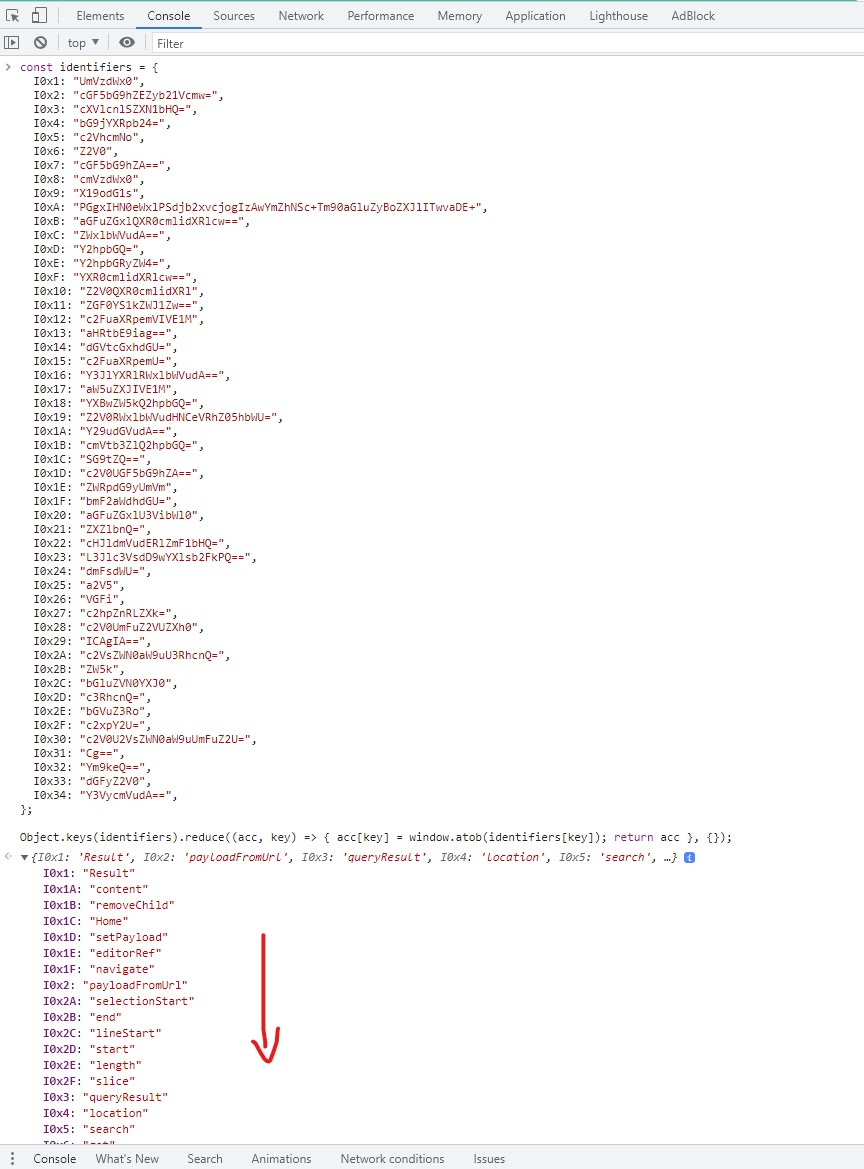 Elements Console Sources Network Performance Memory Application Lighthouse AdBlock
top ▼ Filter
> const identifiers = {
I0x1: "UmVzdWx0",
I0x2: "cGF5bG9hZEZyb21Vcmw=",
I0x3: "cXVlcnlSZXN1bHQ=",
I0x4: "bG9jYXRpb24=",
I0x5: "c2VhcmNo",
I0x6: "Z2V0",
I0x7: "cGF5bG9hZA==",
I0x8: "cmVzdWx0",
I0x9: "X19odG1s",
I0xA: "PGgxIHN0eWxlPSdjb2xvcjogIzAwYmZhNSc+Tm90aGluZyBoZXJlITwvaDE+",
I0xB: "aGFuZGxlQXR0cmlidXRlcw==",
I0xC: "ZWxlbWVudA==",
I0xD: "Y2hpbGQ=",
I0xE: "Y2hpbGRyZW4=",
I0xF: "YXR0cmlidXRlcw==",
I0x10: "Z2V0QXR0cmlidXRl",
I0x11: "ZGF0YS1kZWJ1Zw==",
I0x12: "c2FuaXRpemVIVE1M",
I0x13: "aHRtbE9iag==",
I0x14: "dGVtcGxhdGU=",
I0x15: "c2FuaXRpemU=",
I0x16: "Y3JlYXRlRWxlbWVudA==",
I0x17: "aW5uZXJIVE1M",
I0x18: "YXBwZW5kQ2hpbGQ=",
I0x19: "Z2V0RWxlbWVudHNCeVRhZ05hbWU=",
I0x1A: "Y29udGVudA==",
I0x1B: "cmVtb3ZlQ2hpbGQ=",
I0x1C: "SG9tZQ==",
I0x1D: "c2V0UGF5bG9hZA==",
I0x1E: "ZWRpdG9yUmVm",
I0x1F: "bmF2aWdhdGU=",
I0x20: "aGFuZGxlU3VibWl0",
I0x21: "ZXZlbnQ=",
I0x22: "cHJldmVudERlZmF1bHQ=",
I0x23: "L3Jlc3VsdD9wYXlsb2FkPQ==",
I0x24: "dmFsdWU=",
I0x25: "a2V5",
I0x26: "VGFi",
I0x27: "c2hpZnRLZXk=",
I0x28: "c2V0UmFuZ2VUZXh0",
I0x29: "ICAgIA==",
I0x2A: "c2VsZWN0aW9uU3RhcnQ=",
I0x2B: "ZW5k",
I0x2C: "bGluZVN0YXJ0",
I0x2D: "c3RhcnQ=",
I0x2E: "bGVuZ3Ro",
I0x2F: "c2xpY2U=",
I0x30: "c2V0U2VsZWN0aW9uUmFuZ2U=",
I0x31: "Cg==",
I0x32: "Ym9keQ==",
I0x33: "dGFyZ2V0",
I0x34: "Y3VycmVudA==",
};
Object.keys(identifiers).reduce((acc, key) => { acc[key] = window.atob(identifiers[key]); return acc }, {});
▼{I0x1: 'Result', I0x2: 'payloadFromUrl', I0x3: 'queryResult', I0x4: 'location', I0x5: 'search', …} i
I0x1: "Result"
I0x1A: "content"
I0x1B: "removeChild"
I0x1C: "Home"
I0x1D: "setPayload"
I0x1E: "editorRef"
I0x1F: "navigate"
I0x2: "payloadFromUrl"
I0x2A: "selectionStart"
I0x2B: "end"
I0x2C: "lineStart"
I0x2D: "start"
I0x2E: "length"
I0x2F: "slice"
I0x3: "queryResult"
I0x4: "location"
I0x5: "search"
Console What's New Search Animations Network conditions Issues